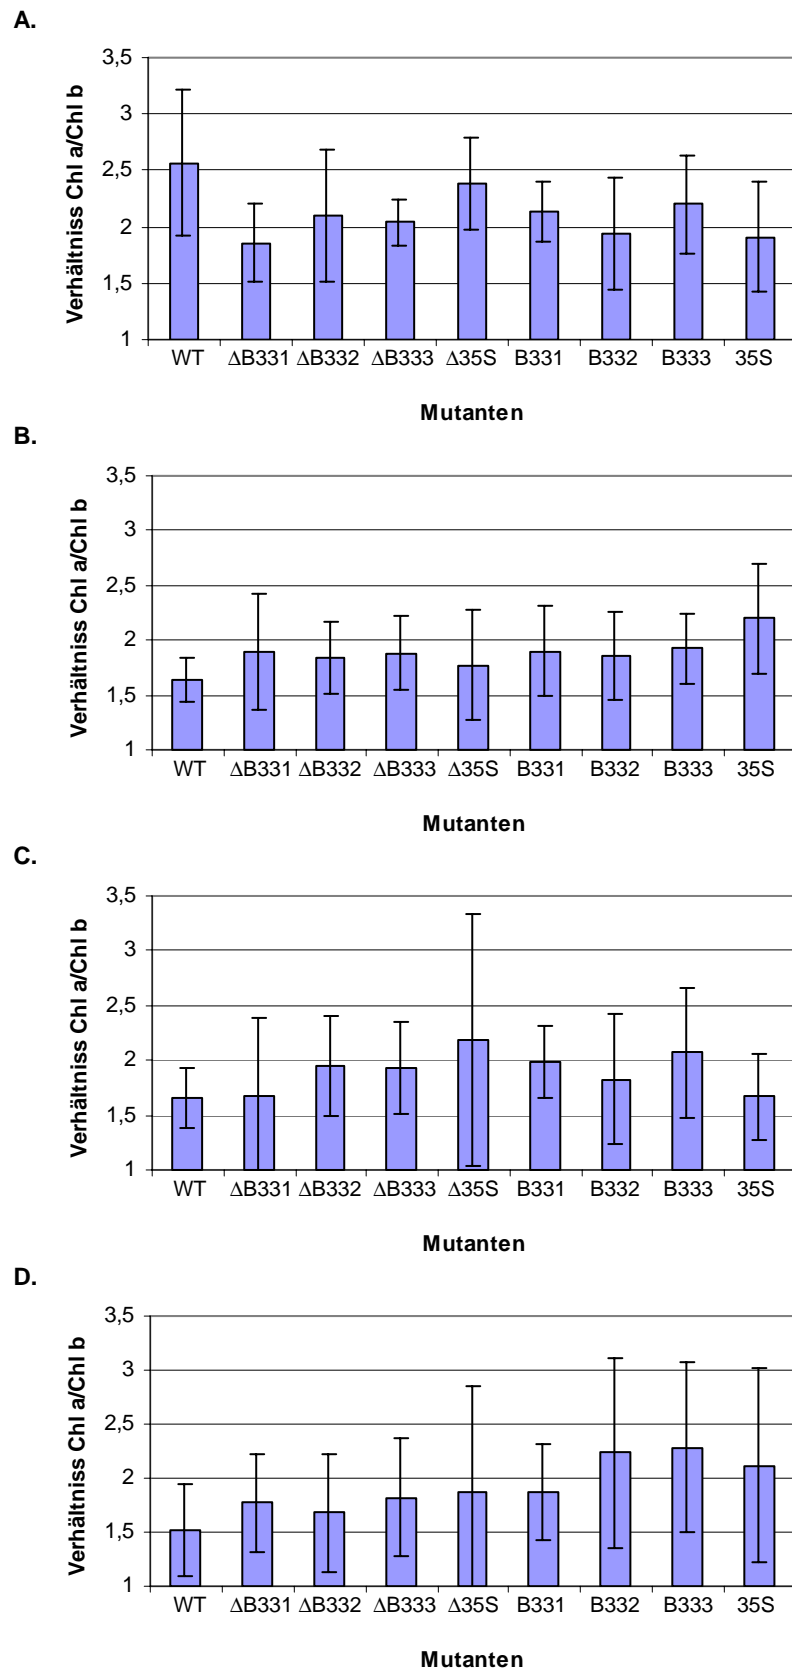 A.
Verhältniss Chl a/Chl b
3,5
3
2,5
2
1,5
1
WT ΔB331 ΔB332 ΔB333 Δ35S B331 B332 B333 35S
Mutanten
B.
Verhältniss Chl a/Chl b
3,5
3
2,5
2
1,5
1
WT ΔB331 ΔB332 ΔB333 Δ35S B331 B332 B333 35S
Mutanten
C.
Verhältniss Chl a/Chl b
3,5
3
2,5
2
1,5
1
WT ΔB331 ΔB332 ΔB333 Δ35S B331 B332 B333 35S
Mutanten
D.
Verhältniss Chl a/Chl b
3,5
3
2,5
2
1,5
1
WT ΔB331 ΔB332 ΔB333 Δ35S B331 B332 B333 35S
Mutanten